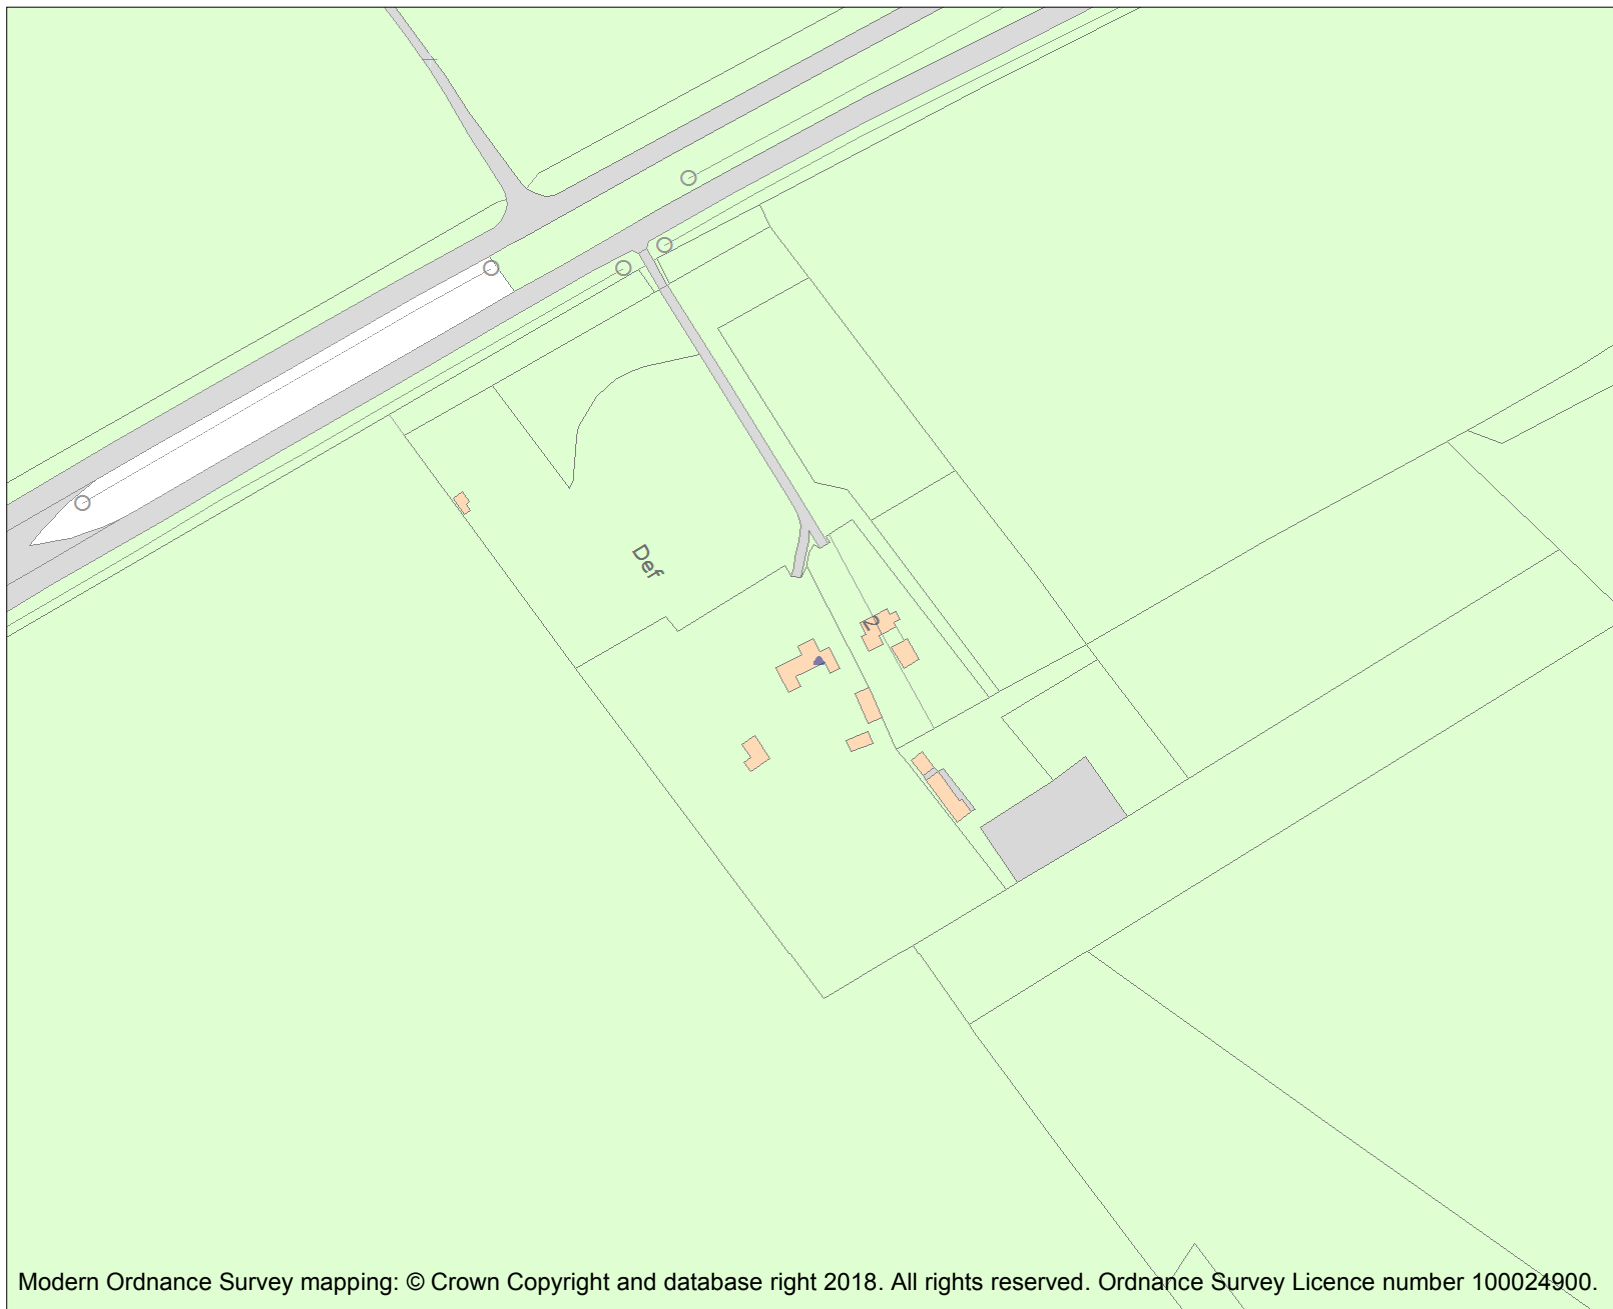 Def
2
Modern Ordnance Survey mapping: © Crown Copyright and database right 2018. All rights reserved. Ordnance Survey Licence number 100024900.